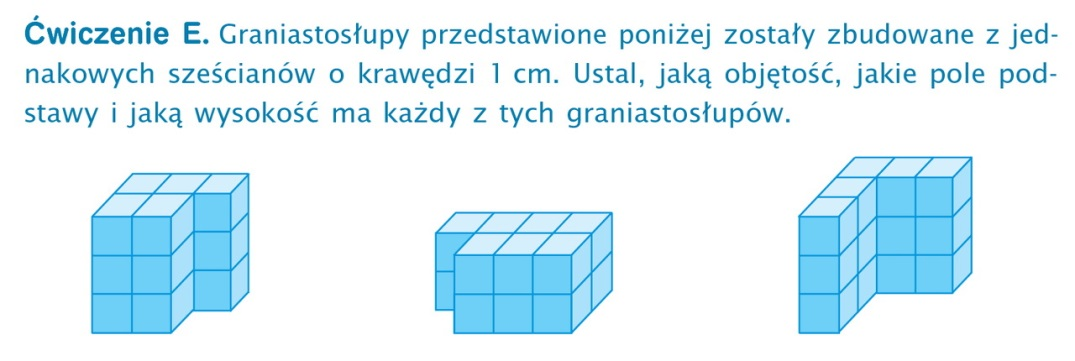 Ćwiczenie E. Graniastosłupy przedstawione poniżej zostały zbudowane z jed-
nakowych sześcianów o krawędzi 1 cm. Ustal, jaką objętość, jakie pole pod-
stawy i jaką wysokość ma każdy z tych graniastosłupów.